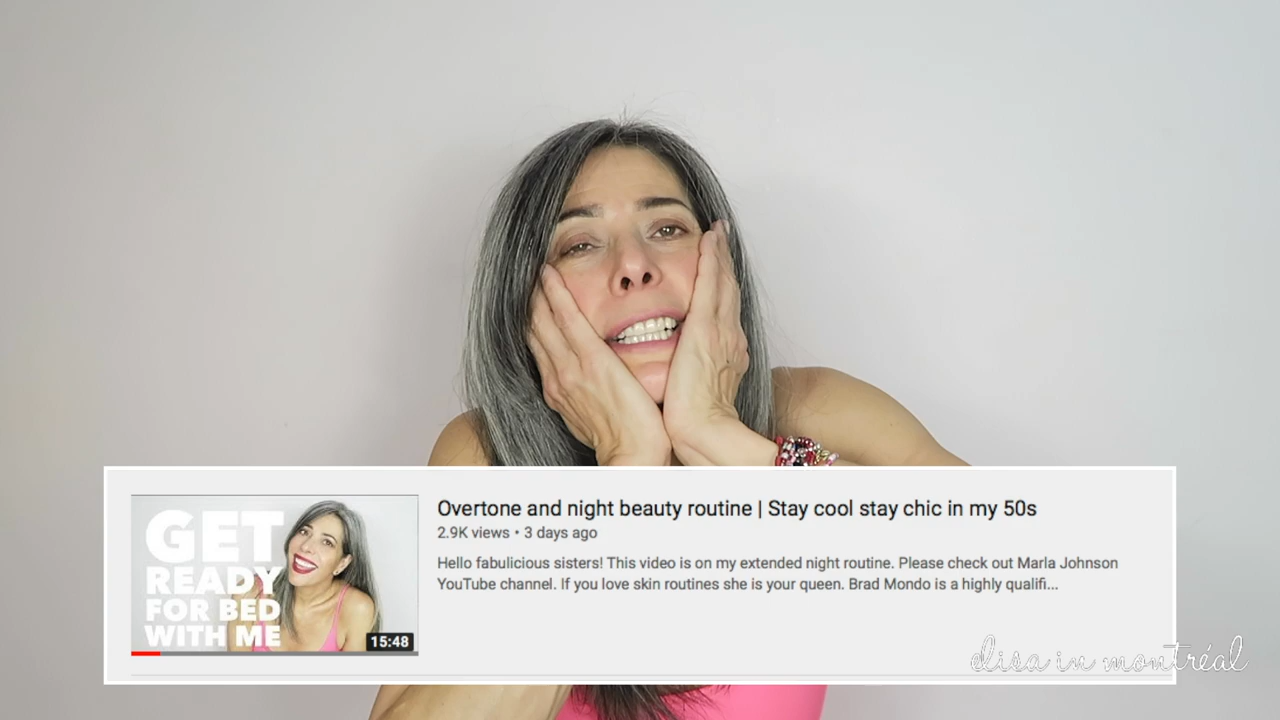 GET
READY
FOR BED
WITH ME
15:48
Overtone and night beauty routine | Stay cool stay chic in my 50s
2.9K views • 3 days ago
Hello fabulicious sisters! This video is on my extended night routine. Please check out Marla Johnson
YouTube channel. If you love skin routines she is your queen. Brad Mondo is a highly qualifi...
elisa in montréal